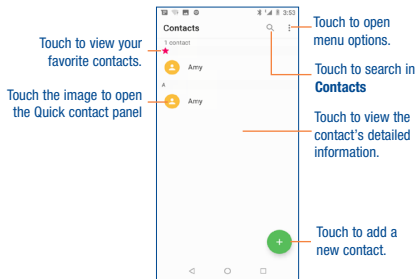 3:53
Contacts
1 contact
Amy
A
Amy
Touch to view your
favorite contacts.
Touch the image to open
the Quick contact panel
Touch to open
menu options.
Touch to search in
Contacts
Touch to view the
contact's detailed
information.
Touch to add a
new contact.